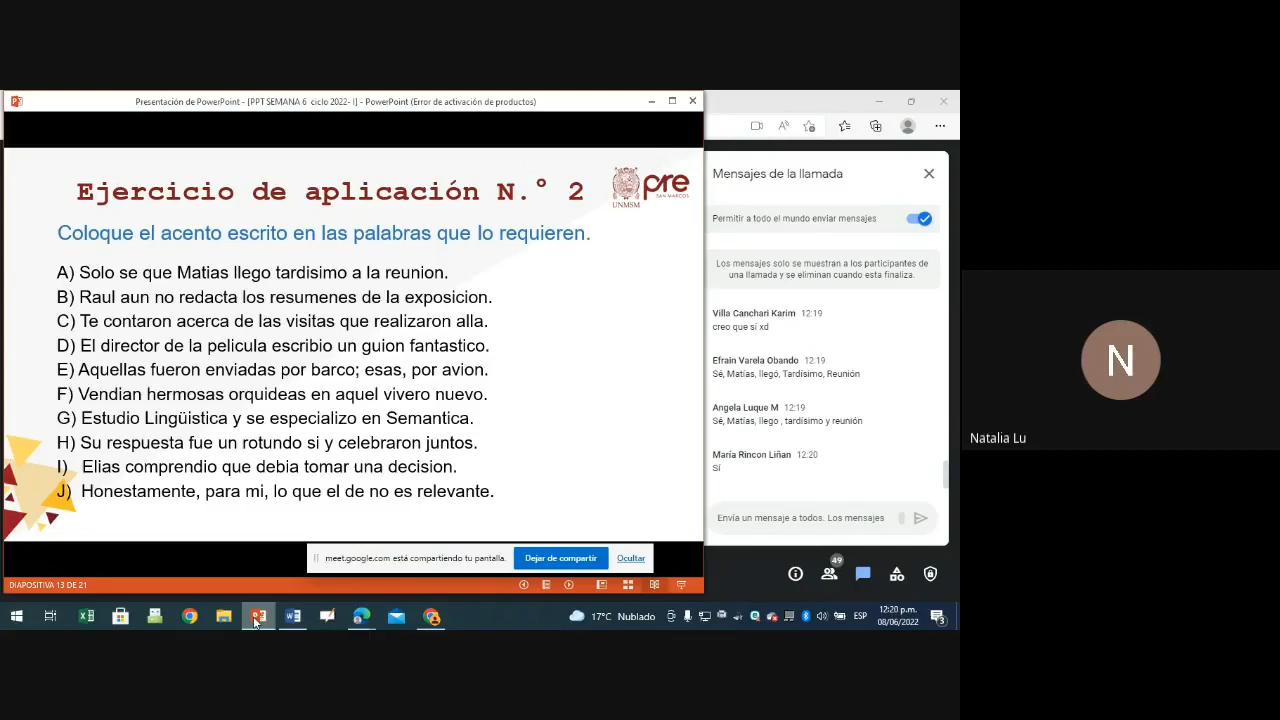 Presentación de PowerPoint - [PPT SEMANA 6 ciclo 2022- I] - PowerPoint (Error de activación de productos)
Ejercicio de aplicación N.º 2
UNMSM
pre
SAN MARCOS
Coloque el acento escrito en las palabras que lo requieren.
A) Solo se que Matias llego tardisimo a la reunion.
B) Raul aun no redacta los resumenes de la exposicion.
C) Te contaron acerca de las visitas que realizaron alla.
D) El director de la pelicula escribio un guion fantastico.
E) Aquellas fueron enviadas por barco; esas, por avion.
F) Vendian hermosas orquideas en aquel vivero nuevo.
G) Estudio Lingüistica y se especializo en Semantica.
H) Su respuesta fue un rotundo si y celebraron juntos.
I) Elias comprendio que debia tomar una decision.
J) Honestamente, para mi, lo que el de no es relevante.
meet.google.com está compartiendo tu pantalla.
Dejar de compartir
Ocultar
DIAPOSITIVA 13 DE 21
Mensajes de la llamada
Permitir a todo el mundo enviar mensajes
Los mensajes solo se muestran a los participantes de
una llamada y se eliminan cuando esta finaliza.
Villa Canchari Karim 12:19
creo que sí xd
Efrain Varela Obando 12:19
Sé, Matías, llegó, Tardísimo, Reunión
Angela Luque M 12:19
Sé, Matías, llego , tardísimo y reunión
María Rincon Liñan 12:20
Sí
Envía un mensaje a todos. Los mensajes
49
N
Natalia Lu
17°C Nublado
ESP
12:20 p.m.
08/06/2022
3